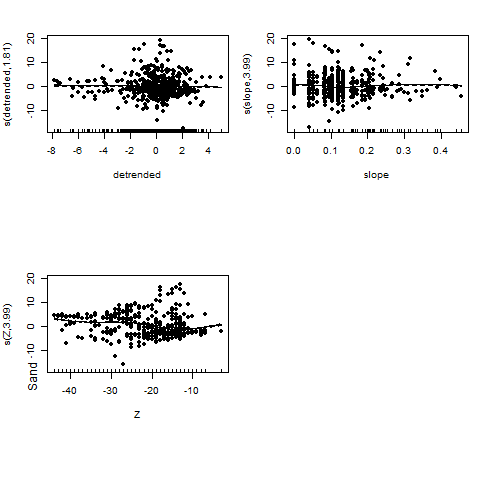 s(detrended,1.81)
20
10
0
-10
-8 -6 -4 -2 0 2 4
detrended
s(slope,3.99)
20
10
0
-10
0.0 0.1 0.2 0.3 0.4
slope
s(Z,3.99)
20
10
0
-10
Sand
-40 -30 -20 -10
Z